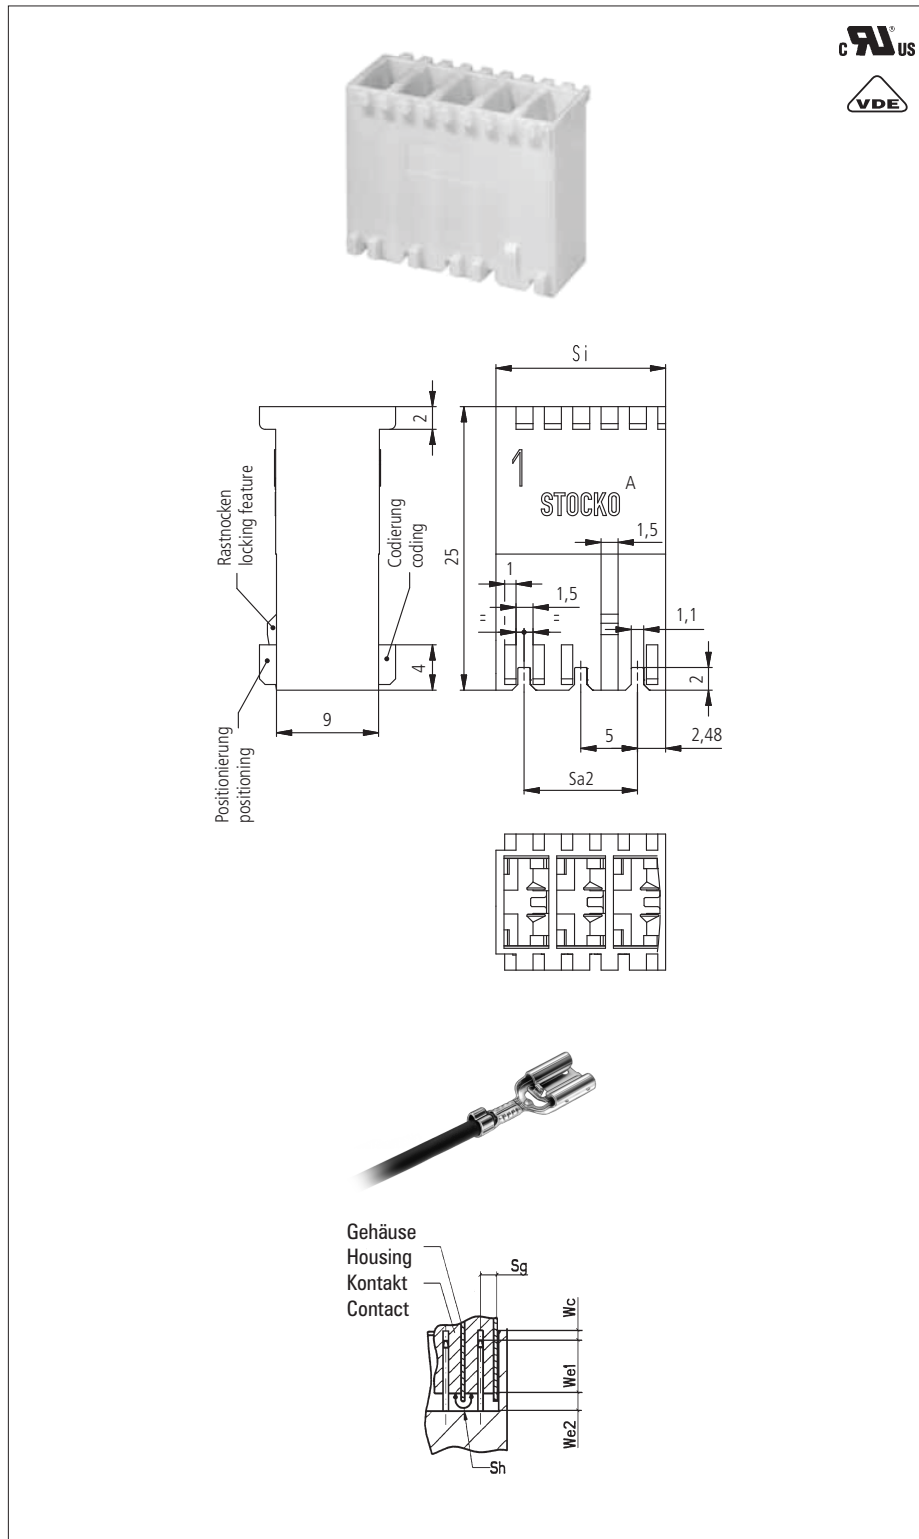 c RU® US
VDE
Si
2
Rastnocken
locking feature
1
STOCKO A
Codierung
coding
25
1,5
1
1,5
=
=
1,1
4
2
9
5
2,48
Positionierung
positioning
Sa2
Gehäuse
Housing
Kontakt
Contact
Sg
Wc
We1
We2
Sh